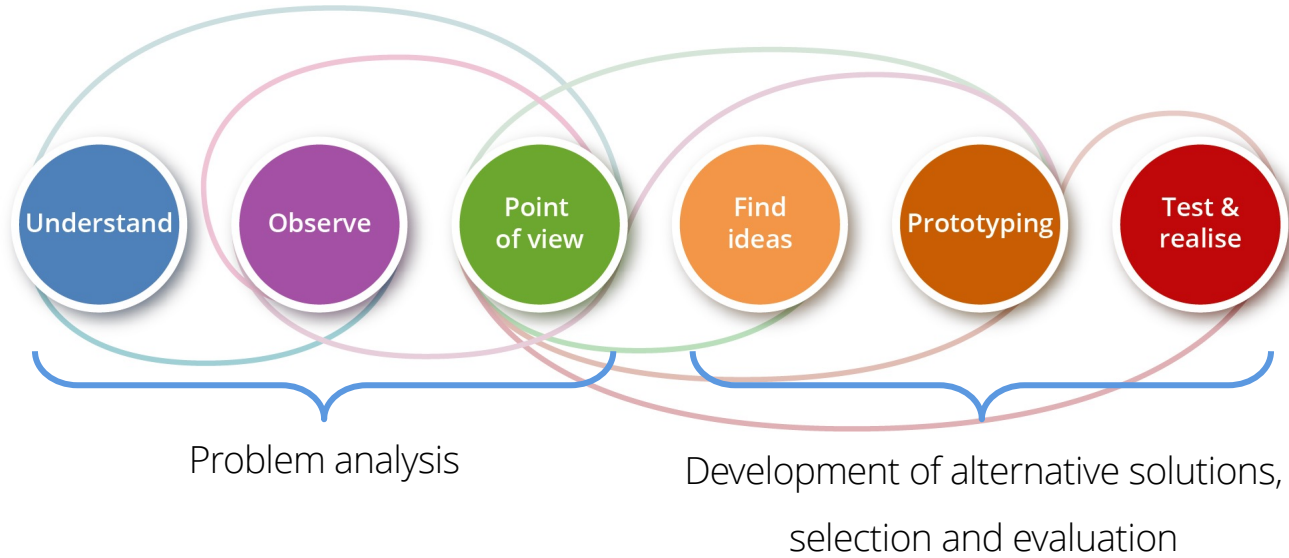 Understand
Observe
Point
of view
Find
ideas
Prototyping
Test &
realise
Problem analysis
Development of alternative solutions,
selection and evaluation